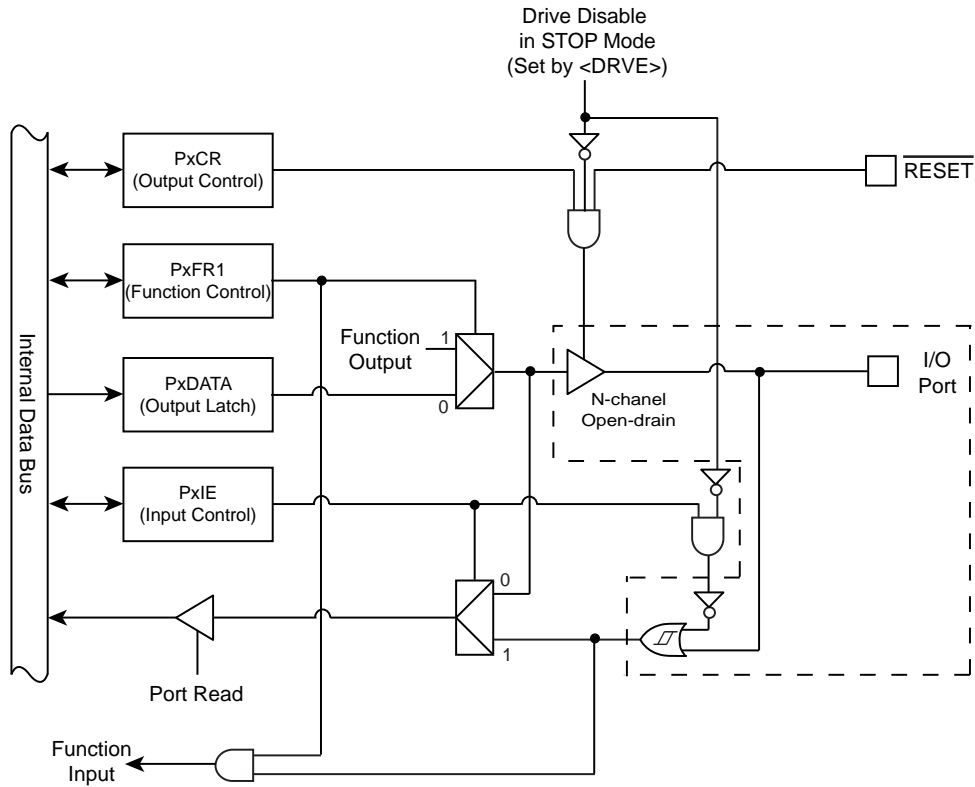 Drive Disable
in STOP Mode
(Set by <DRVE>)
PxCR
(Output Control)
RESET
PxFR1
(Function Control)
Function
Output
1
0
PxDATA
(Output Latch)
N-chanel
Open-drain
I/O
Port
Internal Data Bus
PxIE
(Input Control)
0
1
Port Read
Function
Input